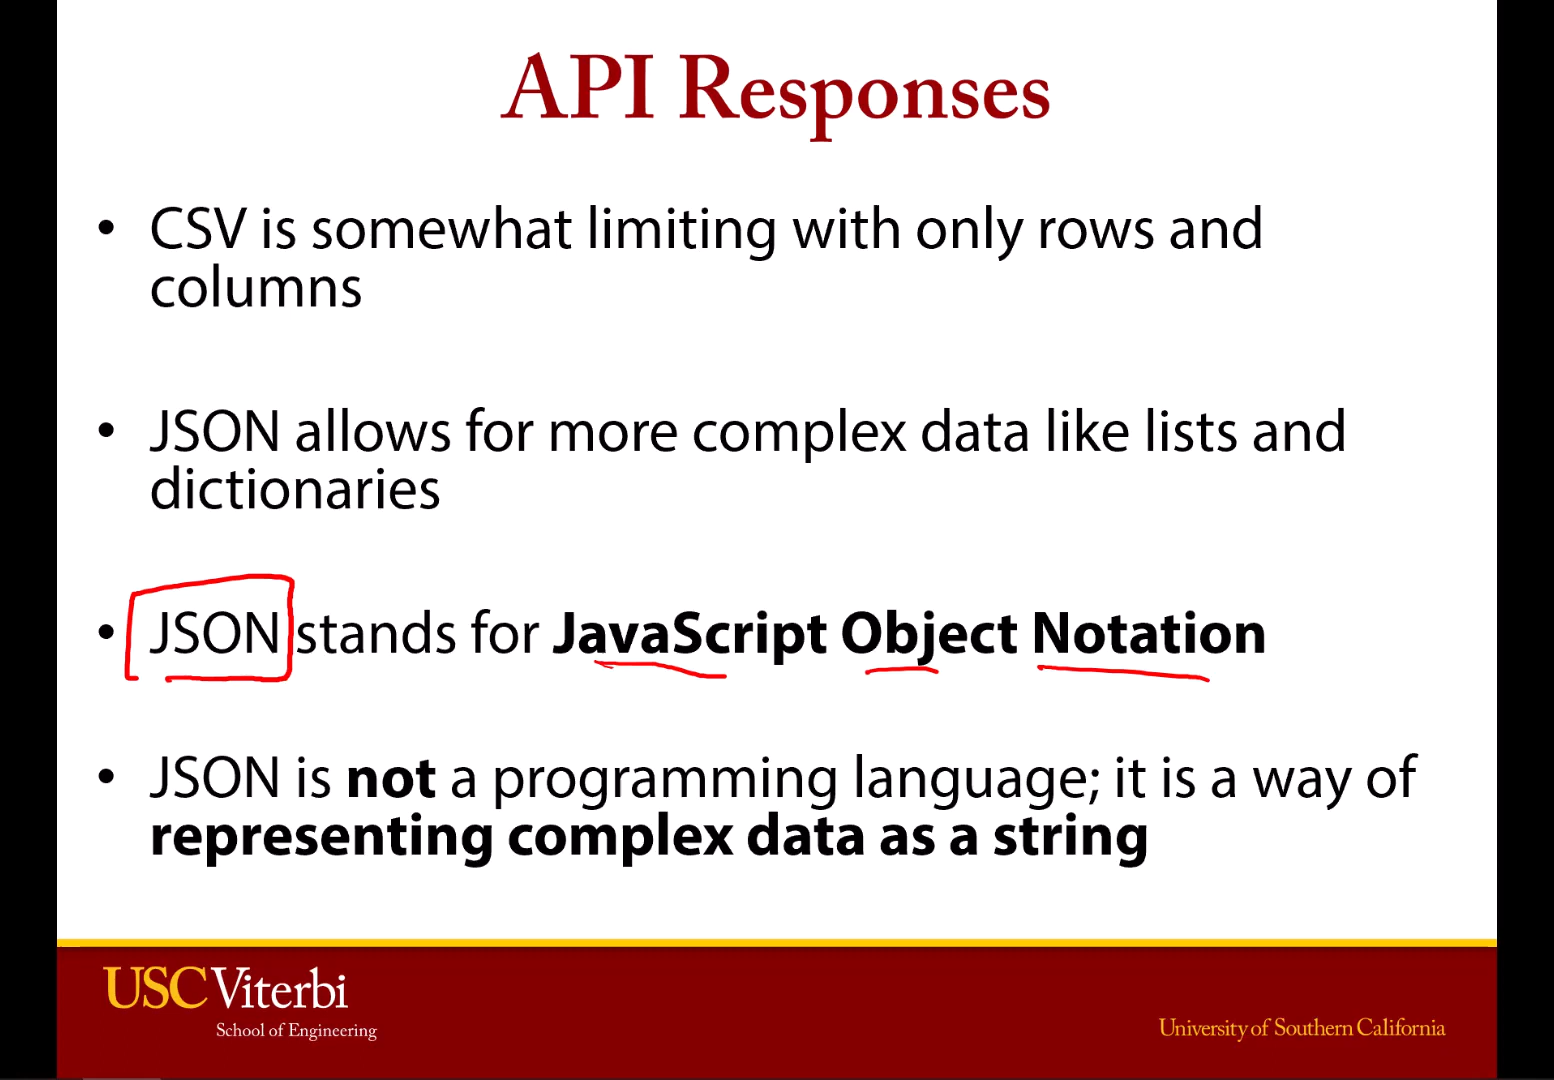 API Responses
• CSV is somewhat limiting with only rows and
columns
• JSON allows for more complex data like lists and
dictionaries
• JSON stands for JavaScript Object Notation
• JSON is not a programming language; it is a way of
representing complex data as a string
USC Viterbi
School of Engineering
University of Southern California